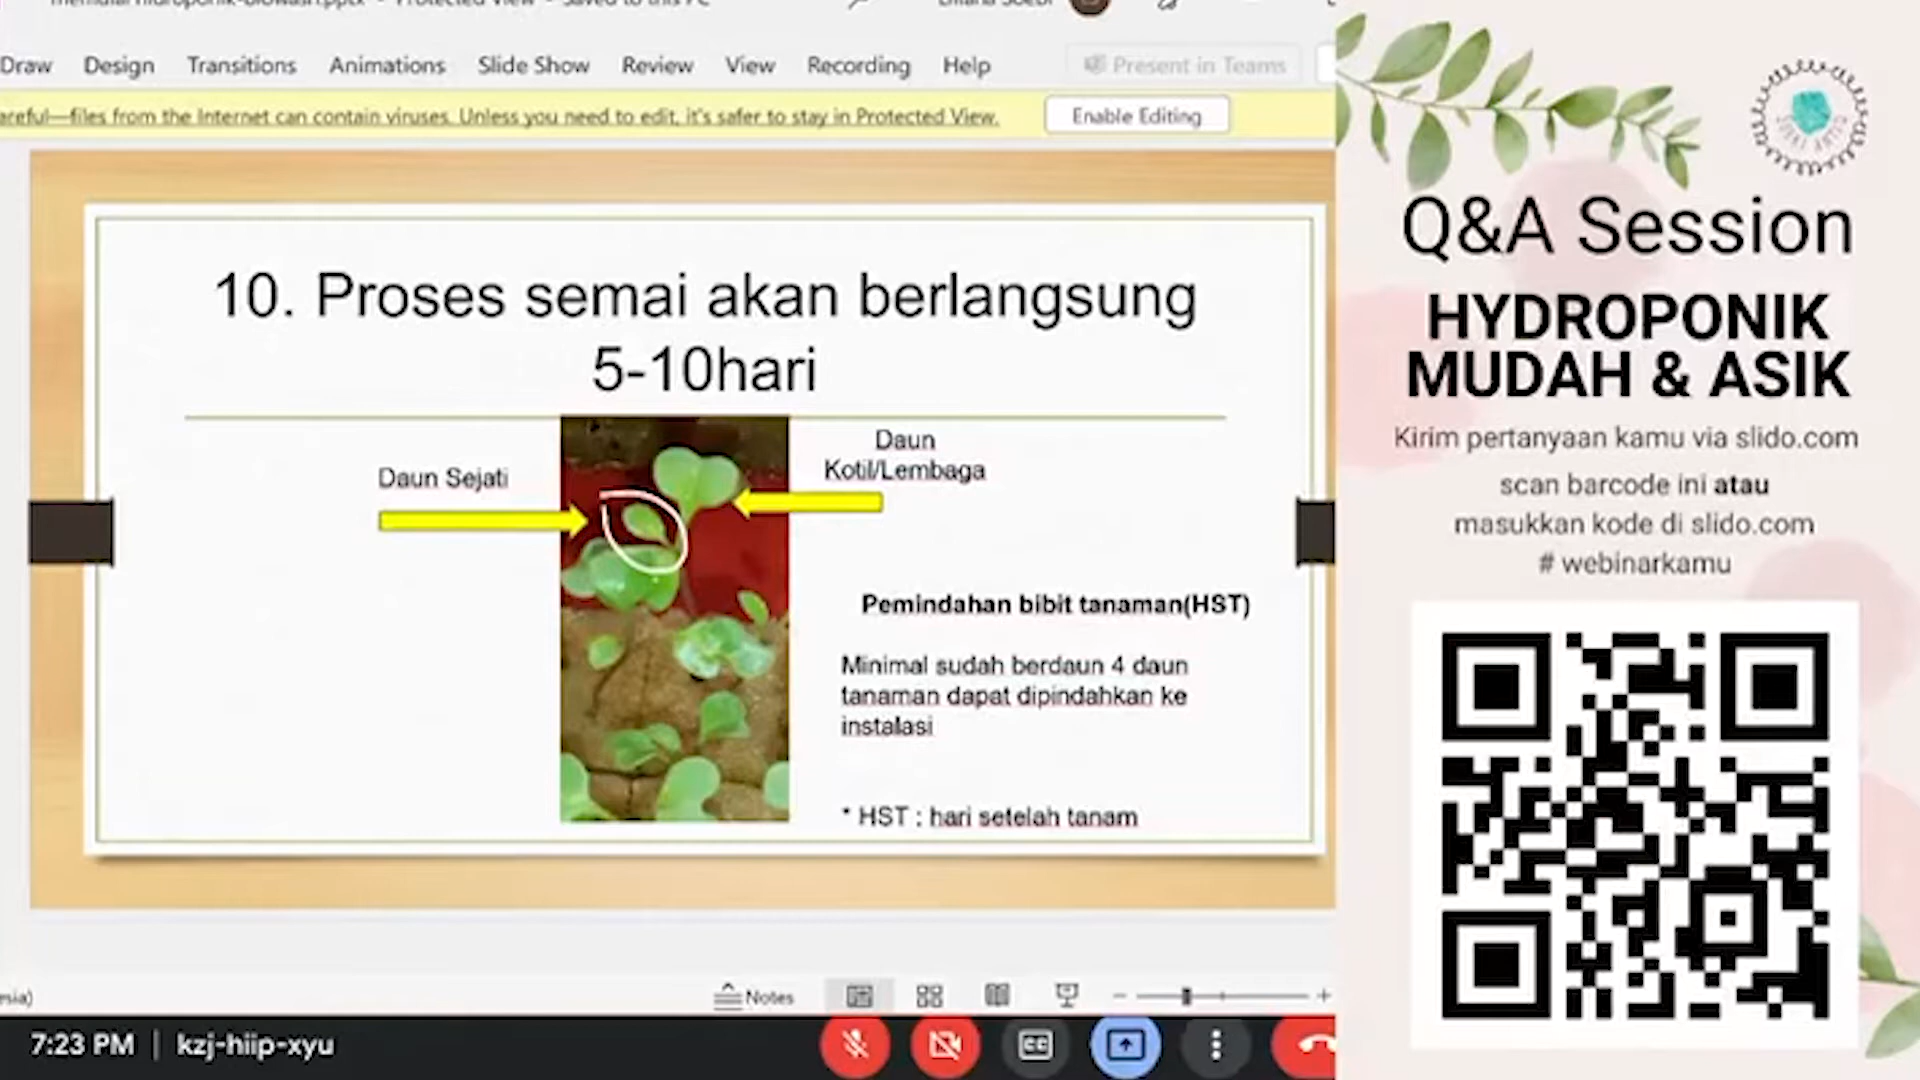 Draw Design Transitions Animations Slide Show Review View Recording Help Present in Teams
files from the Internet can contain viruses. Unless you need to edit, it's safer to stay in Protected View. Enable Editing
10. Proses semai akan berlangsung
5-10hari
Daun Sejati
Daun
Kotil/Lembaga
Pemindahan bibit tanaman(HST)
Minimal sudah berdaun 4 daun
tanaman dapat dipindahkan ke
instalasi
* HST : hari setelah tanam
Notes
7:23 PM | kzj-hiip-xyu
Q&A Session
HYDROPONIK
MUDAH & ASIK
Kirim pertanyaan kamu via slido.com
scan barcode ini atau
masukkan kode di slido.com
# webinarkamu